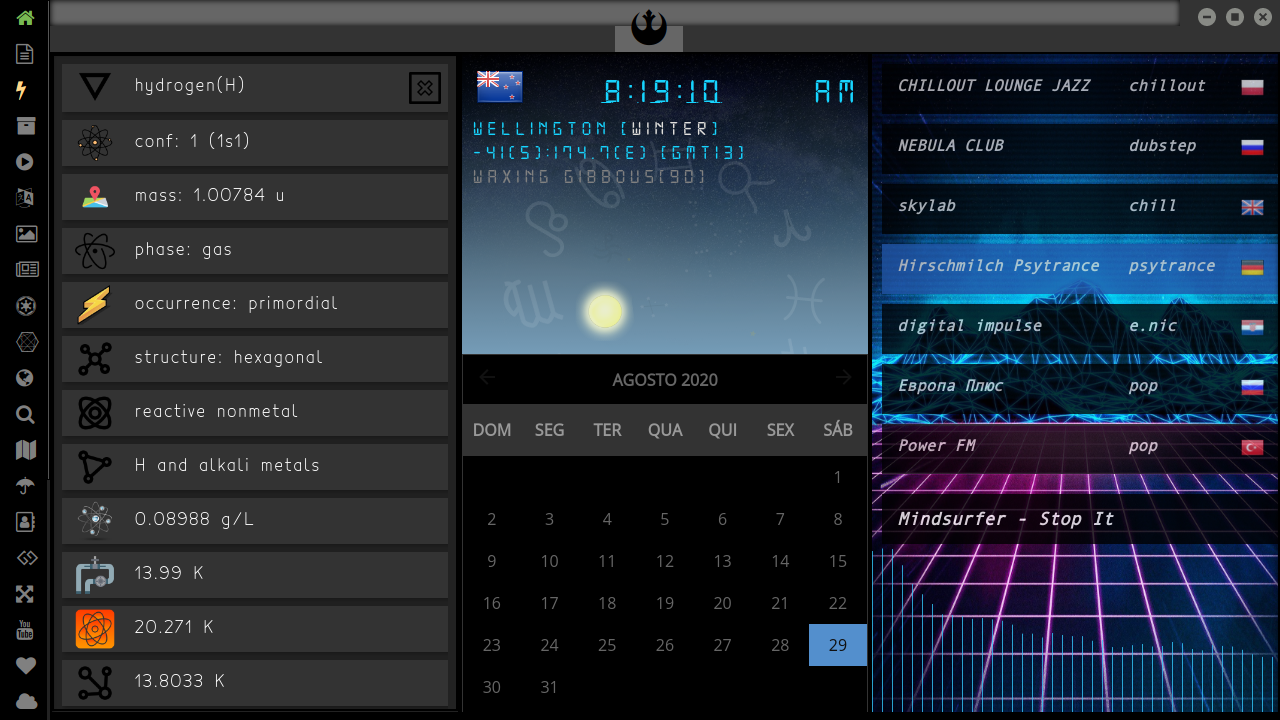 hydrogen(H)
conf: 1 (1s1)
mass: 1.00784 u
phase: gas
occurrence: primordial
structure: hexagonal
reactive nonmetal
H and alkali metals
0.08988 g/L
13.99 K
20.271 K
13.8033 K
You
Tube
8:19:10 AM
WELLINGTON [WINTER]
-41(S):174.7(E) [GMT13]
WAXING GIBBOUS[90]
AGOSTO 2020
DOM SEG TER QUA QUI SEX SÁB
1
2 3 4 5 6 7 8
9 10 11 12 13 14 15
16 17 18 19 20 21 22
23 24 25 26 27 28 29
30 31
CHILLOUT LOUNGE JAZZ chillout
NEBULA CLUB dubstep
skylab chill
Hirschmilch Psytrance psytrance
digital impulse e.nic
Европа Плюс pop
Power FM pop
Mindsurfer - Stop It